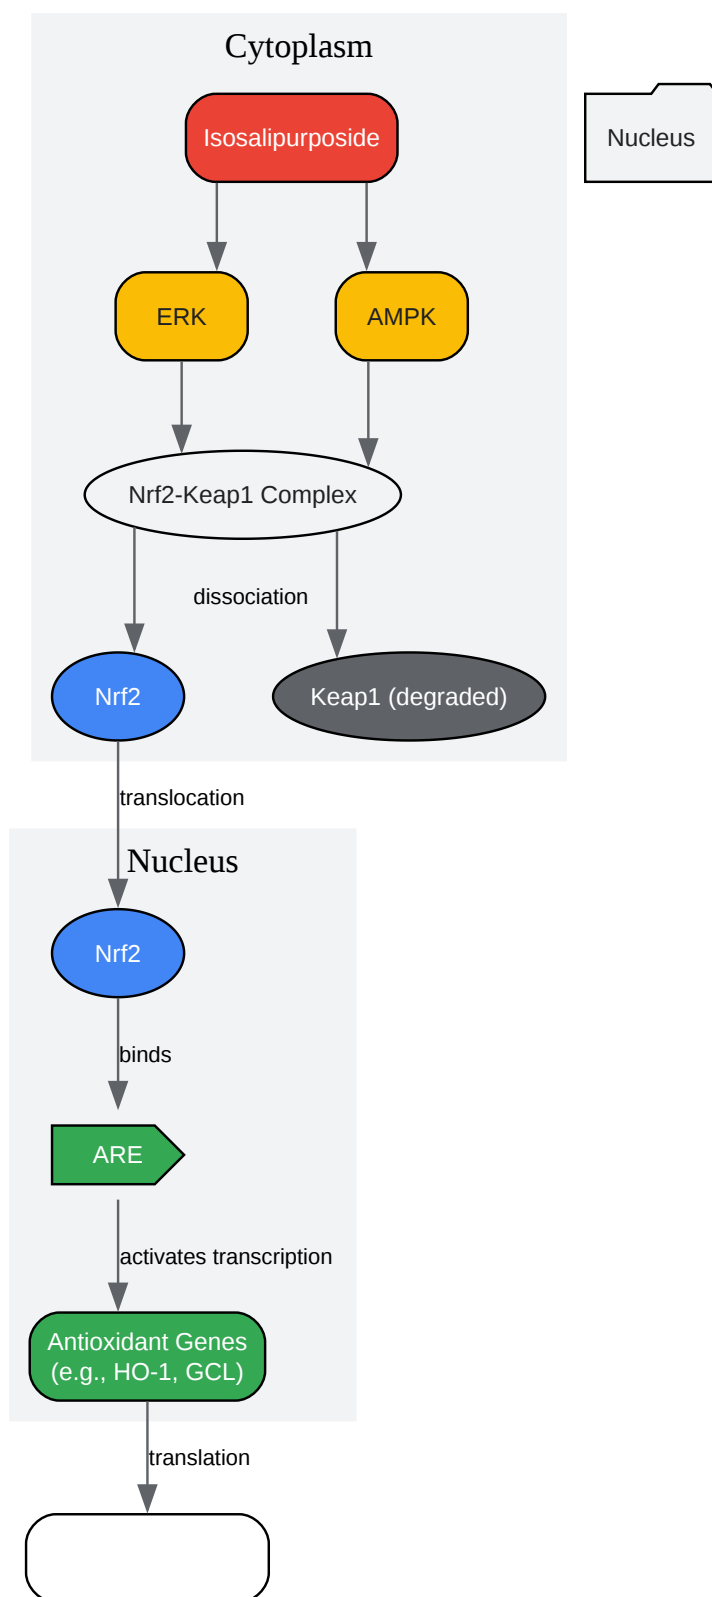 Cytoplasm
Isosalipurposide
Nucleus
ERK
AMPK
Nrf2-Keap1 Complex
dissociation
Nrf2
Keap1 (degraded)
translocation
Nucleus
Nrf2
binds
ARE
activates transcription
Antioxidant Genes
(e.g., HO-1, GCL)
translation